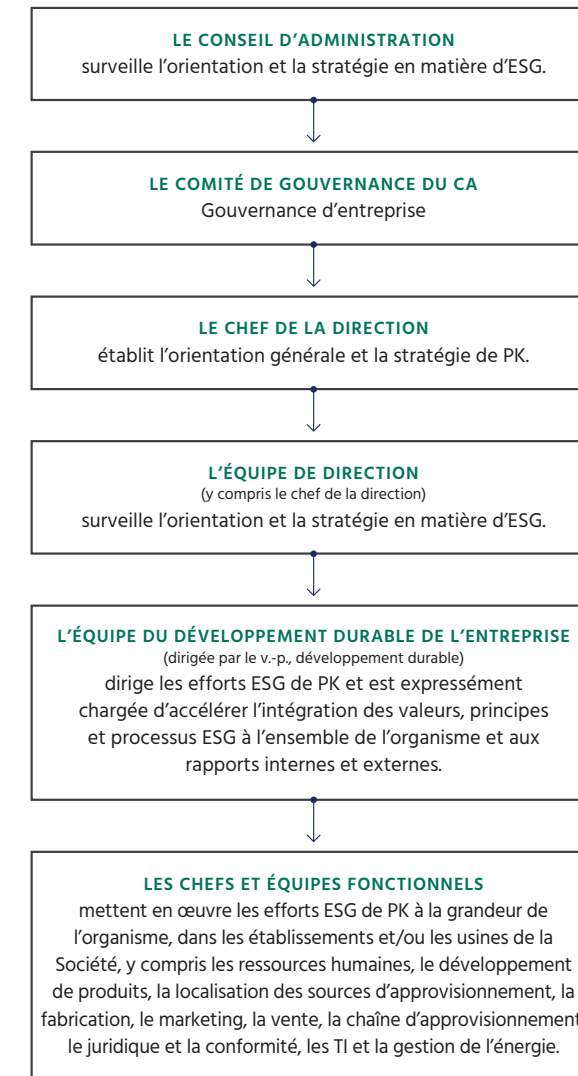 LE CONSEIL D’ADMINISTRATION
surveille l’orientation et la stratégie en matière d’ESG.
LE COMITÉ DE GOUVERNANCE DU CA
Gouvernance d’entreprise
LE CHEF DE LA DIRECTION
établit l’orientation générale et la stratégie de PK.
L’ÉQUIPE DE DIRECTION
(y compris le chef de la direction)
surveille l’orientation et la stratégie en matière d’ESG.
L’ÉQUIPE DU DÉVELOPPEMENT DURABLE DE L’ENTREPRISE
(dirigée par le v.-p., développement durable)
dirige les efforts ESG de PK et est expressément
chargée d’accélérer l’intégration des valeurs, principes
et processus ESG à l’ensemble de l’organisme et aux
rapports internes et externes.
LES CHEFS ET ÉQUIPES FONCTIONNELS
mettent en œuvre les efforts ESG de PK à la grandeur de
l’organisme, dans les établissements et/ou les usines de la
Société, y compris les ressources humaines, le développement
de produits, la localisation des sources d’approvisionnement, la
fabrication, le marketing, la vente, la chaîne d’approvisionnement
le juridique et la conformité, les TI et la gestion de l’énergie.